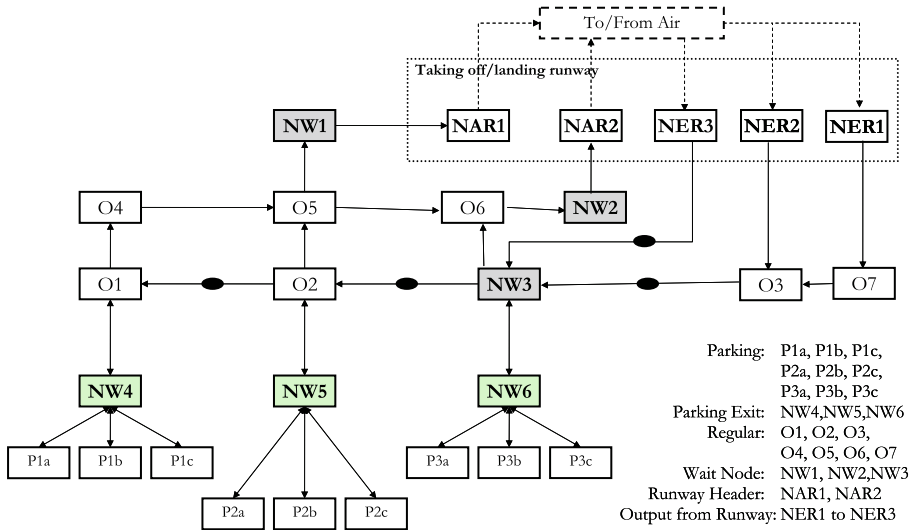 To/From Air
Taking off/landing runway
NW1
NAR1
NAR2
NER3
NER2
NER1
O4
O5
O6
NW2
O1
O2
NW3
O3
O7
NW4
NW5
NW6
P1a
P1b
P1c
P3a
P3b
P3c
P2a
P2b
P2c
Parking: P1a, P1b, P1c,
P2a, P2b, P2c,
P3a, P3b, P3c
Parking Exit: NW4,NW5,NW6
Regular: O1, O2, O3,
O4, O5, O6, O7
Wait Node: NW1, NW2,NW3
Runway Header: NAR1, NAR2
Output from Runway: NER1 to NER3